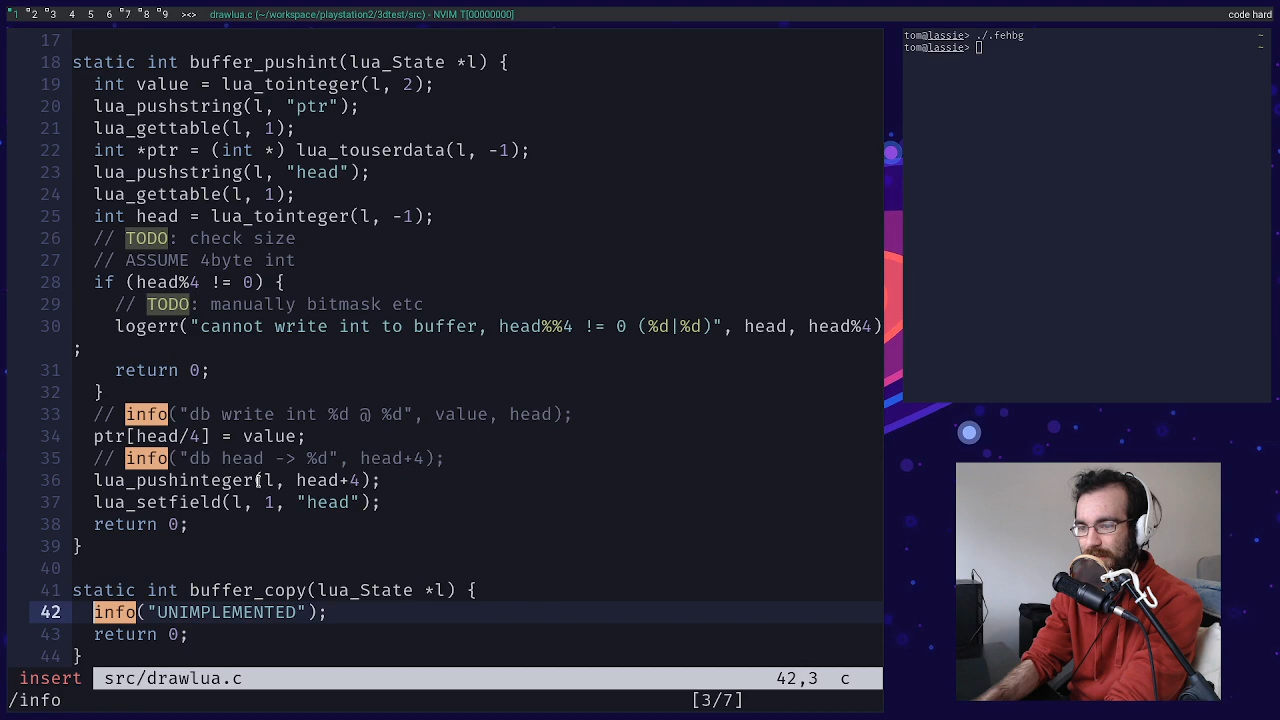 1 2 3 4 5 6 7 8 9 ><> drawlua.c (~/workspace/playstation2/3dtest/src) - NVIM T[00000000] code hard
17
18 static int buffer_pushint(lua_State *l) {
19   int value = lua_tointeger(l, 2);
20   lua_pushstring(l, "ptr");
21   lua_gettable(l, 1);
22   int *ptr = (int *) lua_touserdata(l, -1);
23   lua_pushstring(l, "head");
24   lua_gettable(l, 1);
25   int head = lua_tointeger(l, -1);
26   // TODO: check size
27   // ASSUME 4byte int
28   if (head%4 != 0) {
29     // TODO: manually bitmask etc
30     logerr("cannot write int to buffer, head%%4 != 0 (%d|%d)", head, head%4)
;
31     return 0;
32   }
33   // info("db write int %d @ %d", value, head);
34   ptr[head/4] = value;
35   // info("db head -> %d", head+4);
36   lua_pushinteger(l, head+4);
37   lua_setfield(l, 1, "head");
38   return 0;
39 }
40
41 static int buffer_copy(lua_State *l) {
42   info("UNIMPLEMENTED");
43   return 0;
44 }
insert src/drawlua.c 42,3 c
/info [3/7]
tom@lassie> ./.fehbg ~
tom@lassie> ~